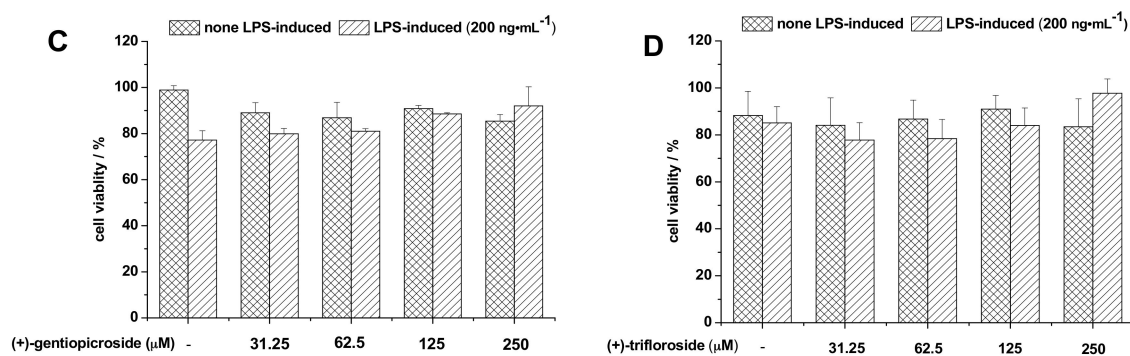 C
none LPS-induced LPS-induced (200 ng•mL-1)
120
100
80
60
40
20
0
cell viablity / %
(+)-gentiopicroside (μM) - 31.25 62.5 125 250
D
none LPS-induced LPS-induced (200 ng•mL-1)
120
100
80
60
40
20
0
cell viablity / %
(+)-trifloroside (μM) - 31.25 62.5 125 250